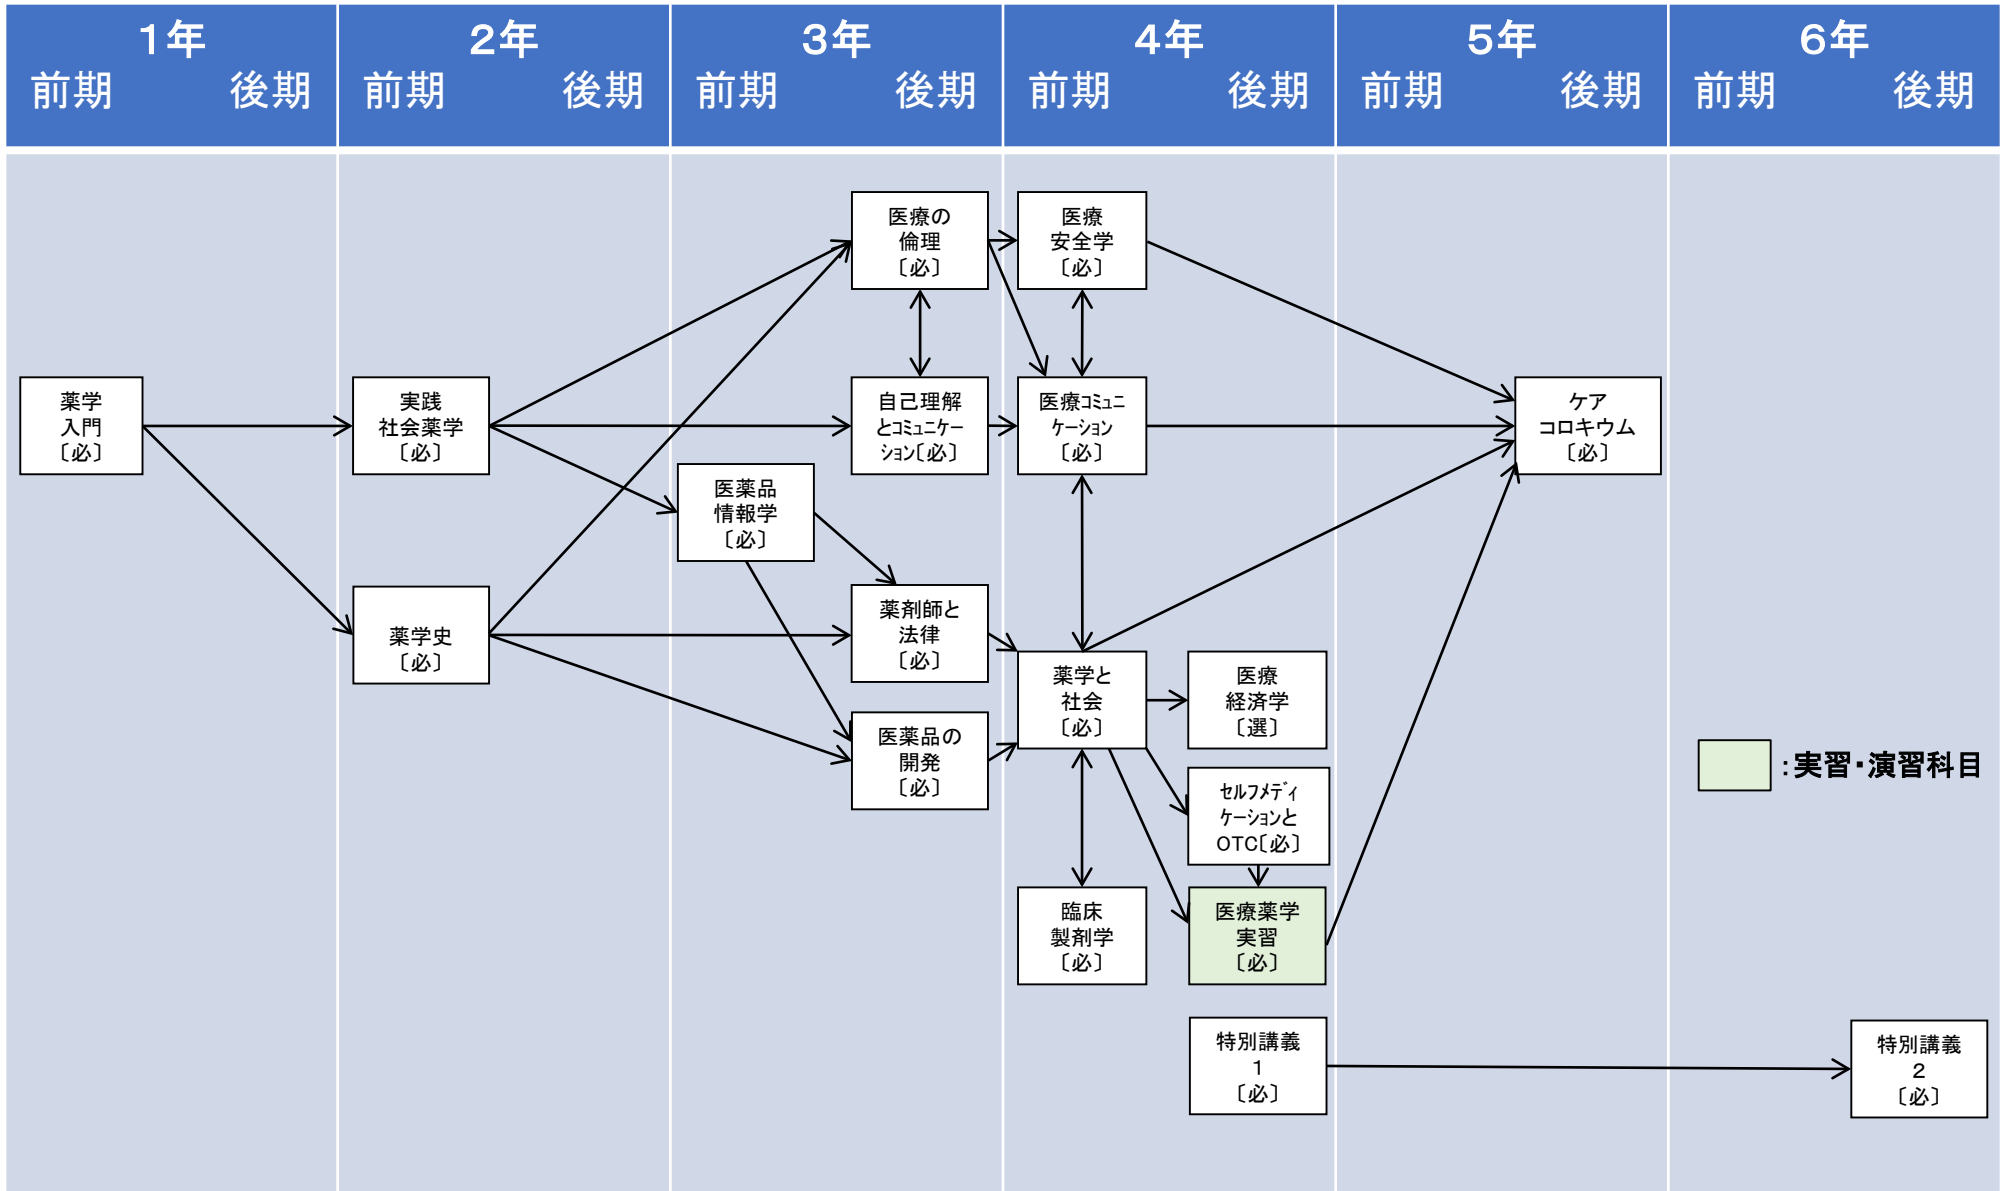 1年
前期 後期
2年
前期 後期
3年
前期 後期
4年
前期 後期
5年
前期 後期
6年
前期 後期
薬学
入門
〔必〕
実践
社会薬学
〔必〕
薬学史
〔必〕
医薬品
情報学
〔必〕
医療の
倫理
〔必〕
自己理解
とｺﾐｭﾆｹｰ
ｼｮﾝ〔必〕
薬剤師と
法律
〔必〕
医薬品の
開発
〔必〕
医療
安全学
〔必〕
医療ｺﾐｭﾆ
ｹｰｼｮﾝ
〔必〕
薬学と
社会
〔必〕
臨床
製剤学
〔必〕
医療
経済学
〔選〕
ｾﾙﾌﾒﾃﾞｨ
ｹｰｼｮﾝと
OTC〔必〕
医療薬学
実習
〔必〕
特別講義
1
〔必〕
ケア
コロキウム
〔必〕
特別講義
2
〔必〕
：実習・演習科目